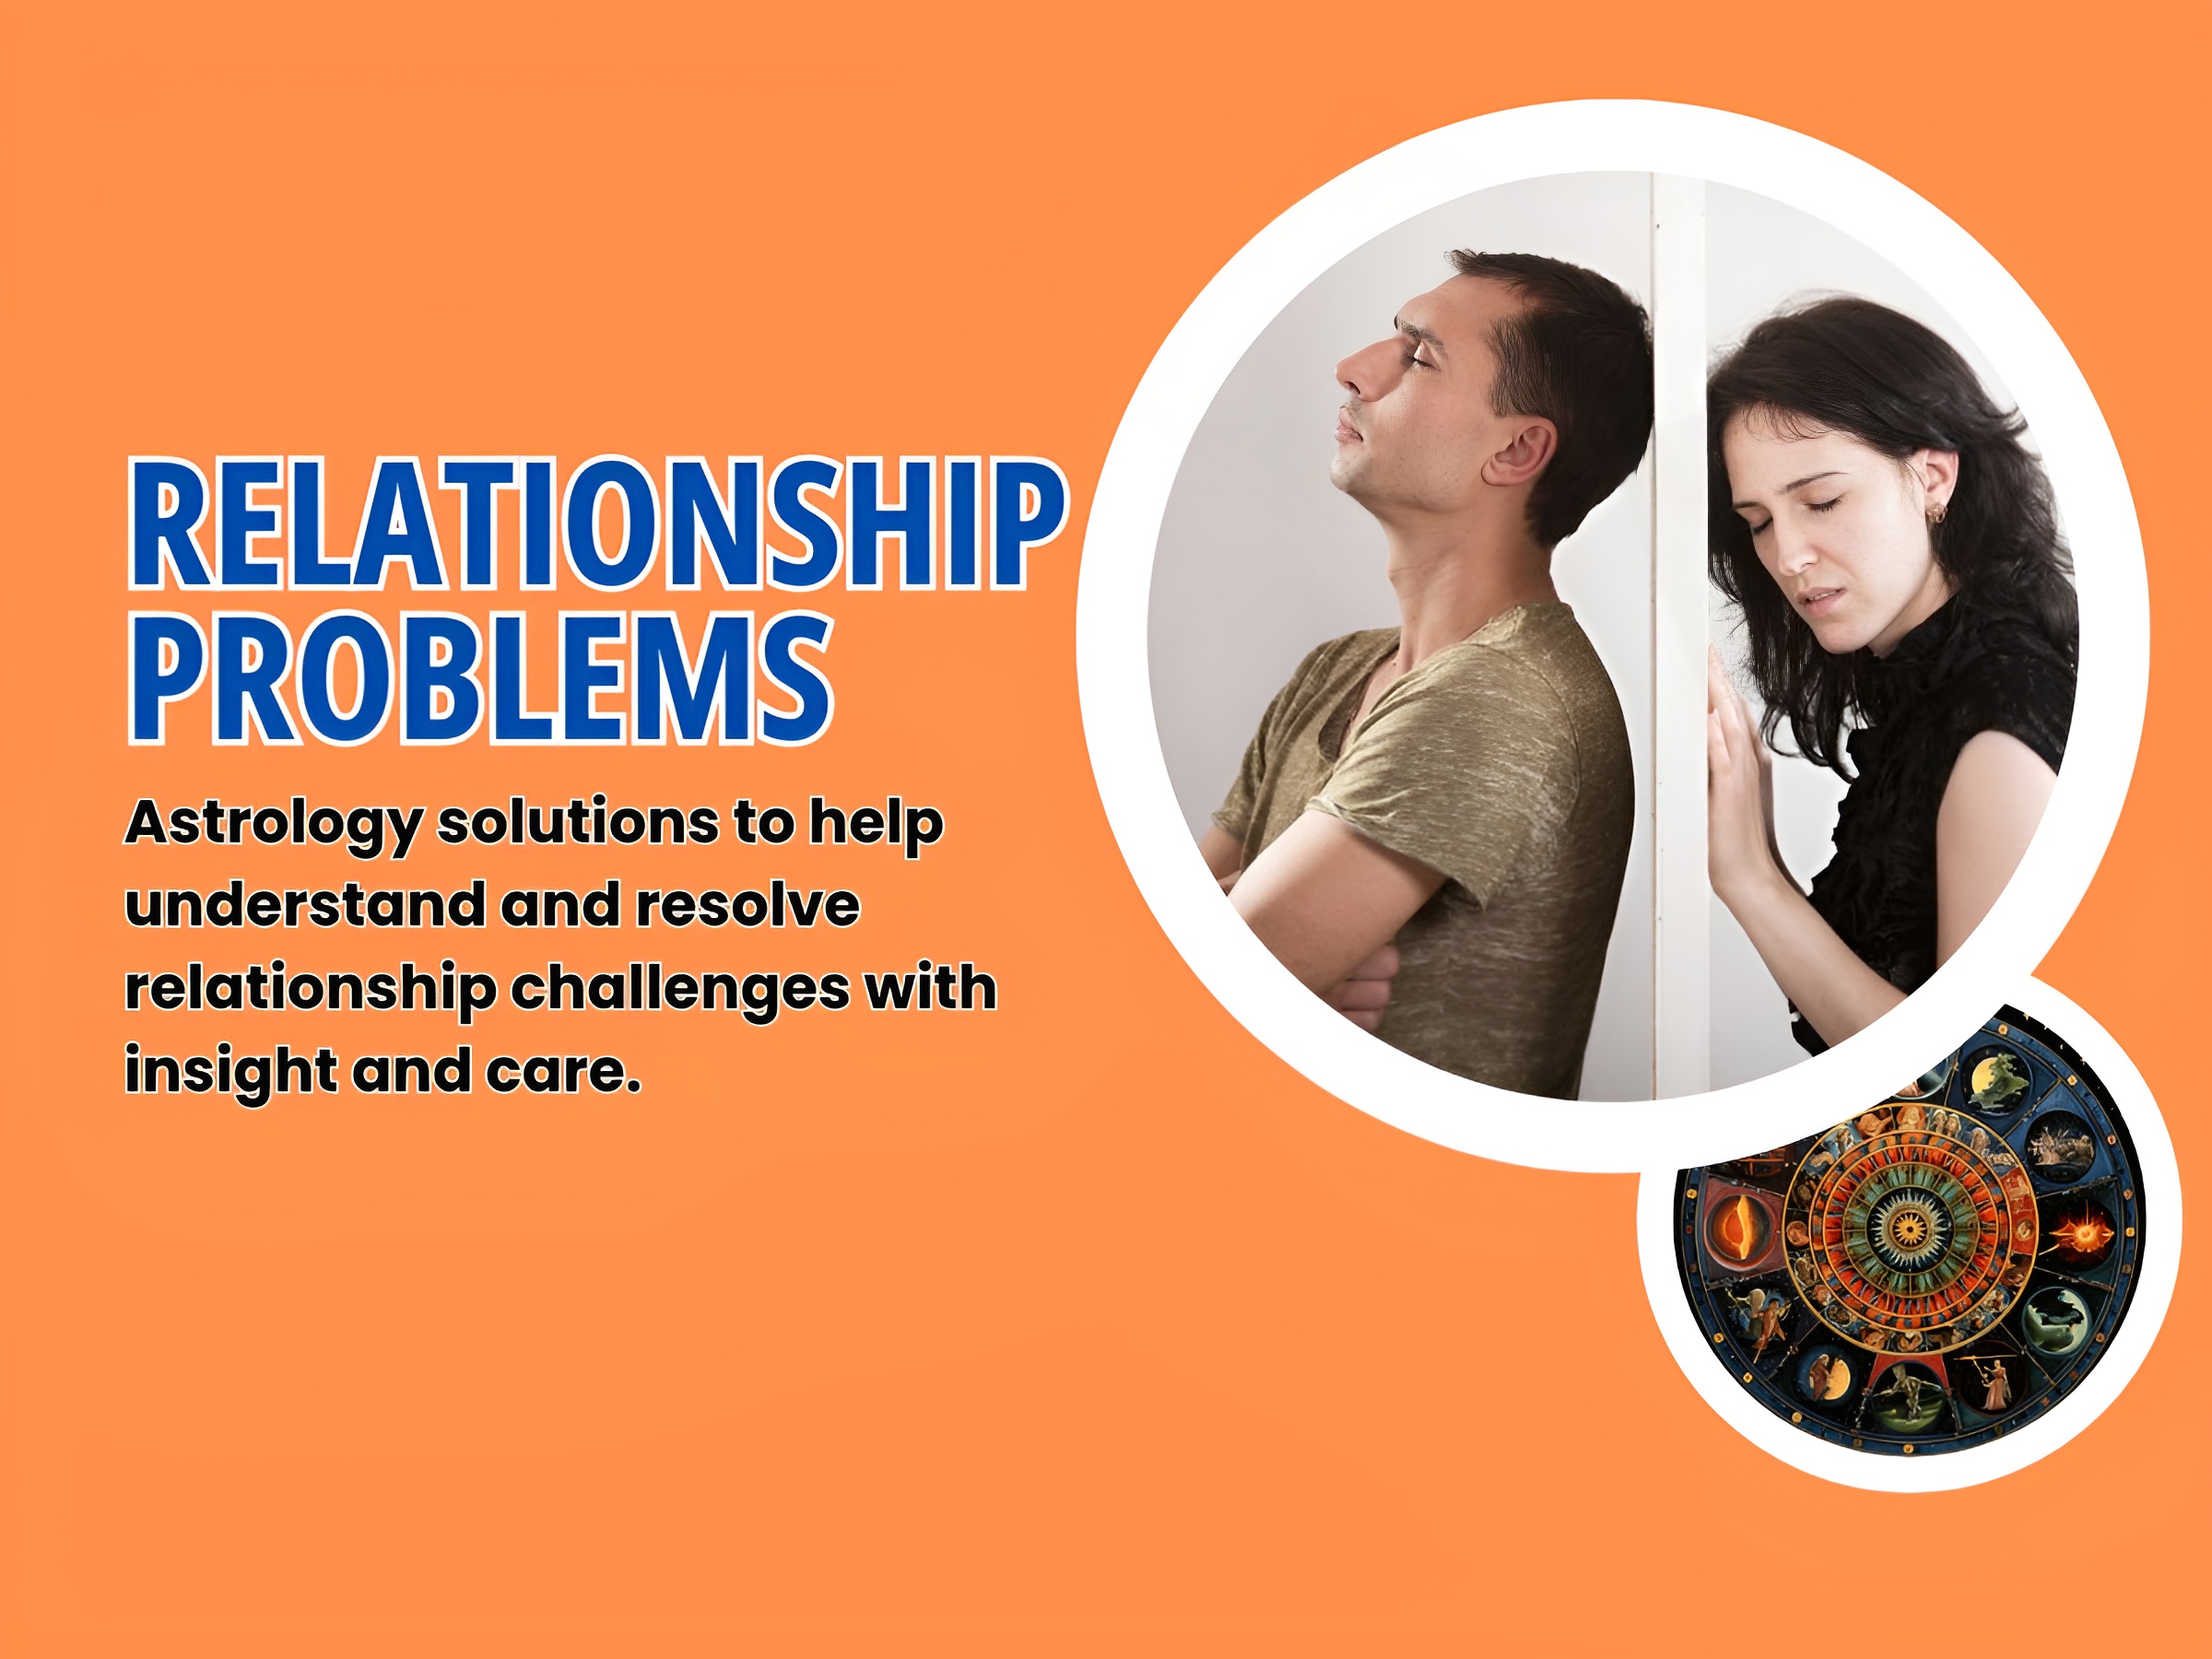 RELATIONSHIP
PROBLEMS
Astrology solutions to help
understand and resolve
relationship challenges with
insight and care.